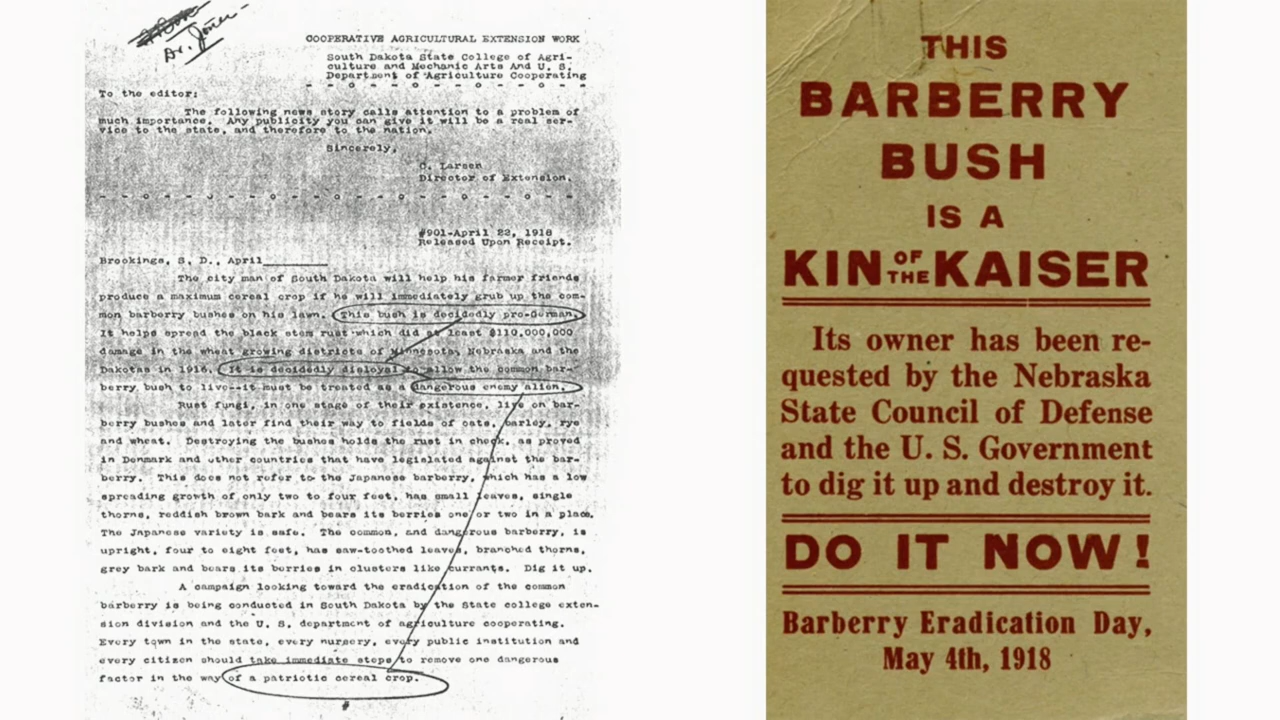 Dr. Jones
COOPERATIVE AGRICULTURAL EXTENSION WORK
South Dakota State College of Agri-
culture and Mechanic Arts And U. S.
Department of Agriculture Cooperating
- - o - - o - - o - - o - - o - -
To the editor:
The following news story calls attention to a problem of
much importance. Any publicity you can give it will be a real ser-
vice to the state, and therefore to the nation.
Sincerely,
C. Larsen
Director of Extension.
#901-April 22, 1918
Released Upon Receipt.
Brookings, S. D., April________
The city man of South Dakota will help his farmer friends
produce a maximum cereal crop if he will immediately grub up the com-
mon barberry bushes on his lawn. This bush is decidedly pro-German.
It helps spread the black stem rust which did at least $110,000,000
damage in the wheat growing districts of Minnesota, Nebraska and the
Dakotas in 1916. It is decidedly disloyal to allow the common bar-
berry bush to live--it must be treated as a dangerous enemy alien.
Rust fungi, in one stage of their existence, live on bar-
berry bushes and later find their way to fields of oats, barley, rye
and wheat. Destroying the bushes holds the rust in check, as proved
in Denmark and other countries that have legislated against the bar-
berry. This does not refer to the Japanese barberry, which has a low
spreading growth of only two to four feet, has small leaves, single
thorns, reddish brown bark and bears its berries one or two in a place.
The Japanese variety is safe. The common, and dangerous barberry, is
upright, four to eight feet, has saw-toothed leaves, branched thorns,
grey bark and bears its berries in clusters like currants. Dig it up.
A campaign looking toward the eradication of the common
barberry is being conducted in South Dakota by the State college exten-
sion division and the U. S. department of agriculture cooperating.
Every town in the state, every nursery, every public institution and
every citizen should take immediate steps to remove one dangerous
factor in the way of a patriotic cereal crop.
#
THIS
BARBERRY
BUSH
IS A
KIN OF THE KAISER
Its owner has been re-
quested by the Nebraska
State Council of Defense
and the U. S. Government
to dig it up and destroy it.
DO IT NOW!
Barberry Eradication Day,
May 4th, 1918